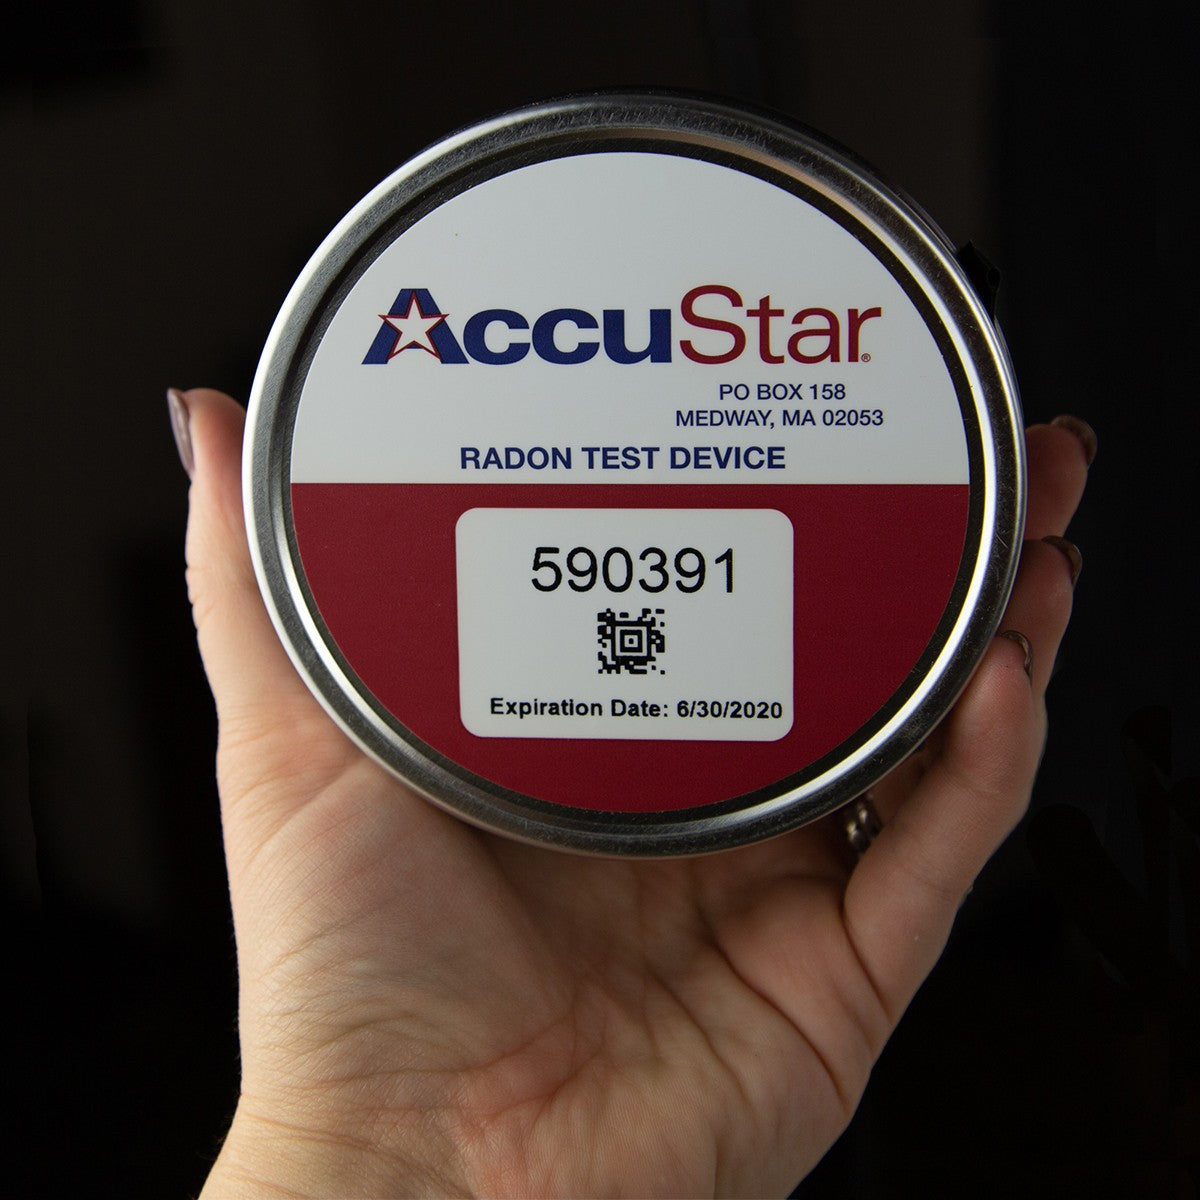 AccuStar®
PO BOX 158
MEDWAY, MA 02053
RADON TEST DEVICE
590391
Expiration Date: 6/30/2020